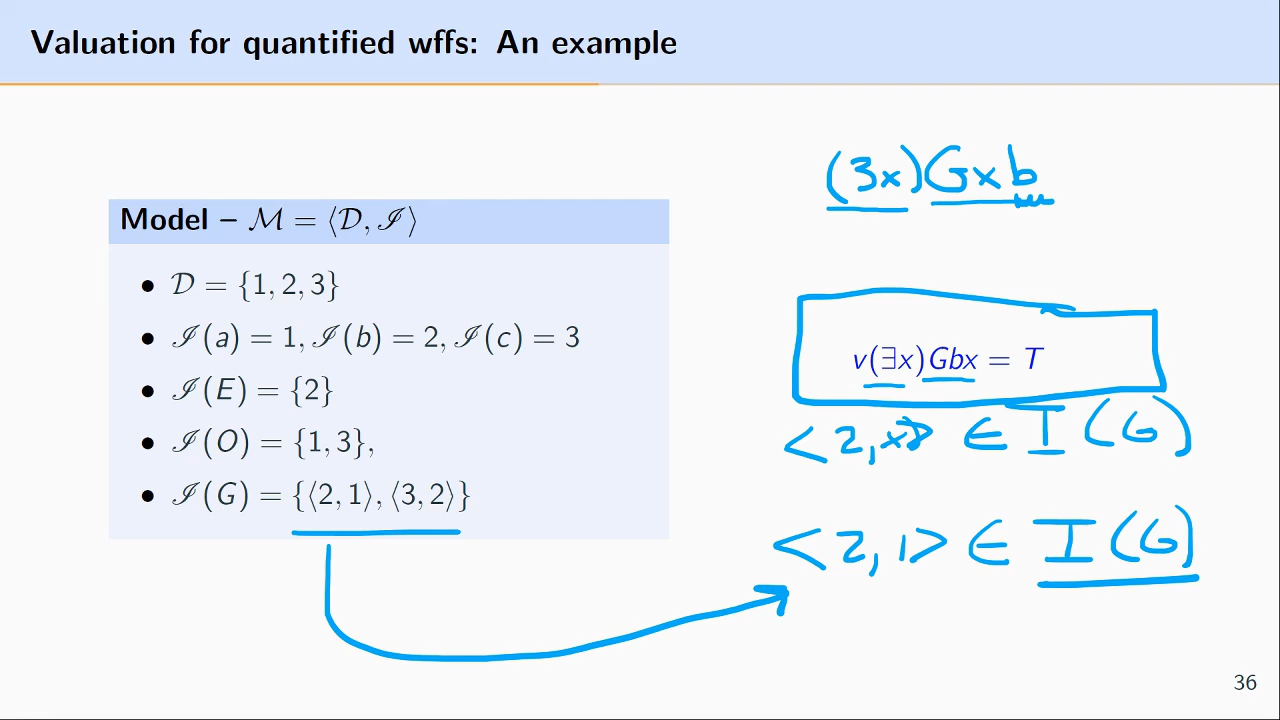 Valuation for quantified wffs: An example
Model – ℳ = ⟨𝒟, ℐ⟩
• 𝒟 = {1, 2, 3}
• ℐ(a) = 1, ℐ(b) = 2, ℐ(c) = 3
• ℐ(E) = {2}
• ℐ(O) = {1, 3},
• ℐ(G) = {⟨2, 1⟩, ⟨3, 2⟩}
(∃x)Gxb
v(∃x)Gbx = T
<2,x> ∈ I(G)
<2,1> ∈ I(G)
36